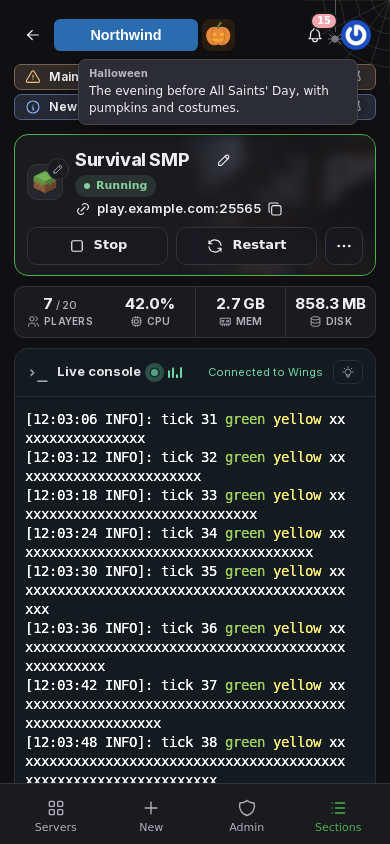 Northwind
15
Main
New
Halloween
The evening before All Saints' Day, with
pumpkins and costumes.
Survival SMP
Running
play.example.com:25565
Stop
Restart
7 / 20
PLAYERS
42.0%
CPU
2.7 GB
MEM
858.3 MB
DISK
Live console
Connected to Wings
[12:03:06 INFO]: tick 31 green yellow xx
xxxxxxxxxxxxxxx
[12:03:12 INFO]: tick 32 green yellow xx
xxxxxxxxxxxxxxxxxxxxxx
[12:03:18 INFO]: tick 33 green yellow xx
xxxxxxxxxxxxxxxxxxxxxxxxxxxxx
[12:03:24 INFO]: tick 34 green yellow xx
xxxxxxxxxxxxxxxxxxxxxxxxxxxxxxxxxxxx
[12:03:30 INFO]: tick 35 green yellow xx
xxxxxxxxxxxxxxxxxxxxxxxxxxxxxxxxxxxxxxxx
xxx
[12:03:36 INFO]: tick 36 green yellow xx
xxxxxxxxxxxxxxxxxxxxxxxxxxxxxxxxxxxxxxxx
xxxxxxxxxx
[12:03:42 INFO]: tick 37 green yellow xx
xxxxxxxxxxxxxxxxxxxxxxxxxxxxxxxxxxxxxxxx
xxxxxxxxxxxxxxxxx
[12:03:48 INFO]: tick 38 green yellow xx
xxxxxxxxxxxxxxxxxxxxxxxxxxxxxxxxxxxxxxxx
xxxxxxxxxxxxxxxxxxxxxxxx
Servers
New
Admin
Sections